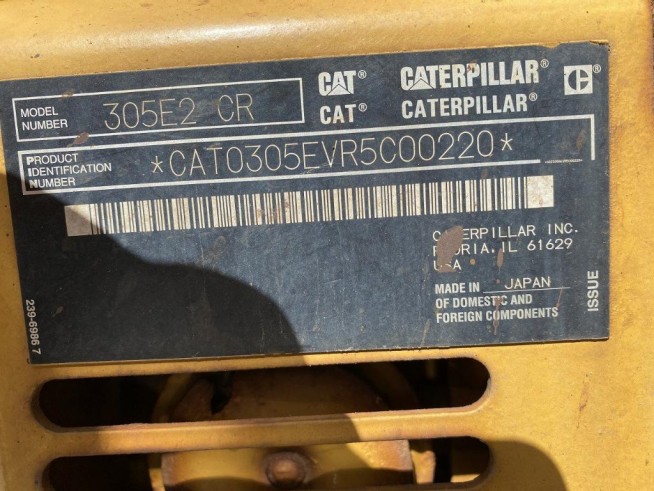 MODEL NUMBER 305E2 CR
CAT® CATERPILLAR®
CAT® CATERPILLAR®
PRODUCT IDENTIFICATION NUMBER *CAT0305EVR5C00220*
CATERPILLAR INC.
PEORIA, IL 61629
USA
MADE IN JAPAN
OF DOMESTIC AND
FOREIGN COMPONENTS
ISSUE
239-6986 7